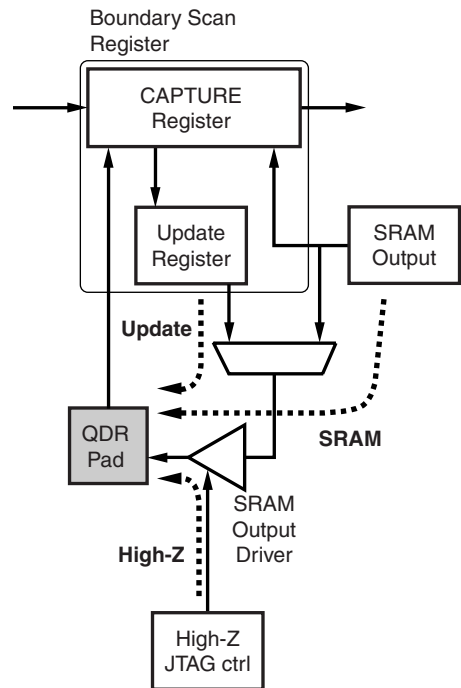 Boundary Scan
Register
CAPTURE
Register
Update
Register
SRAM
Output
Update
SRAM
QDR
Pad
SRAM
Output
Driver
High-Z
High-Z
JTAG ctrl